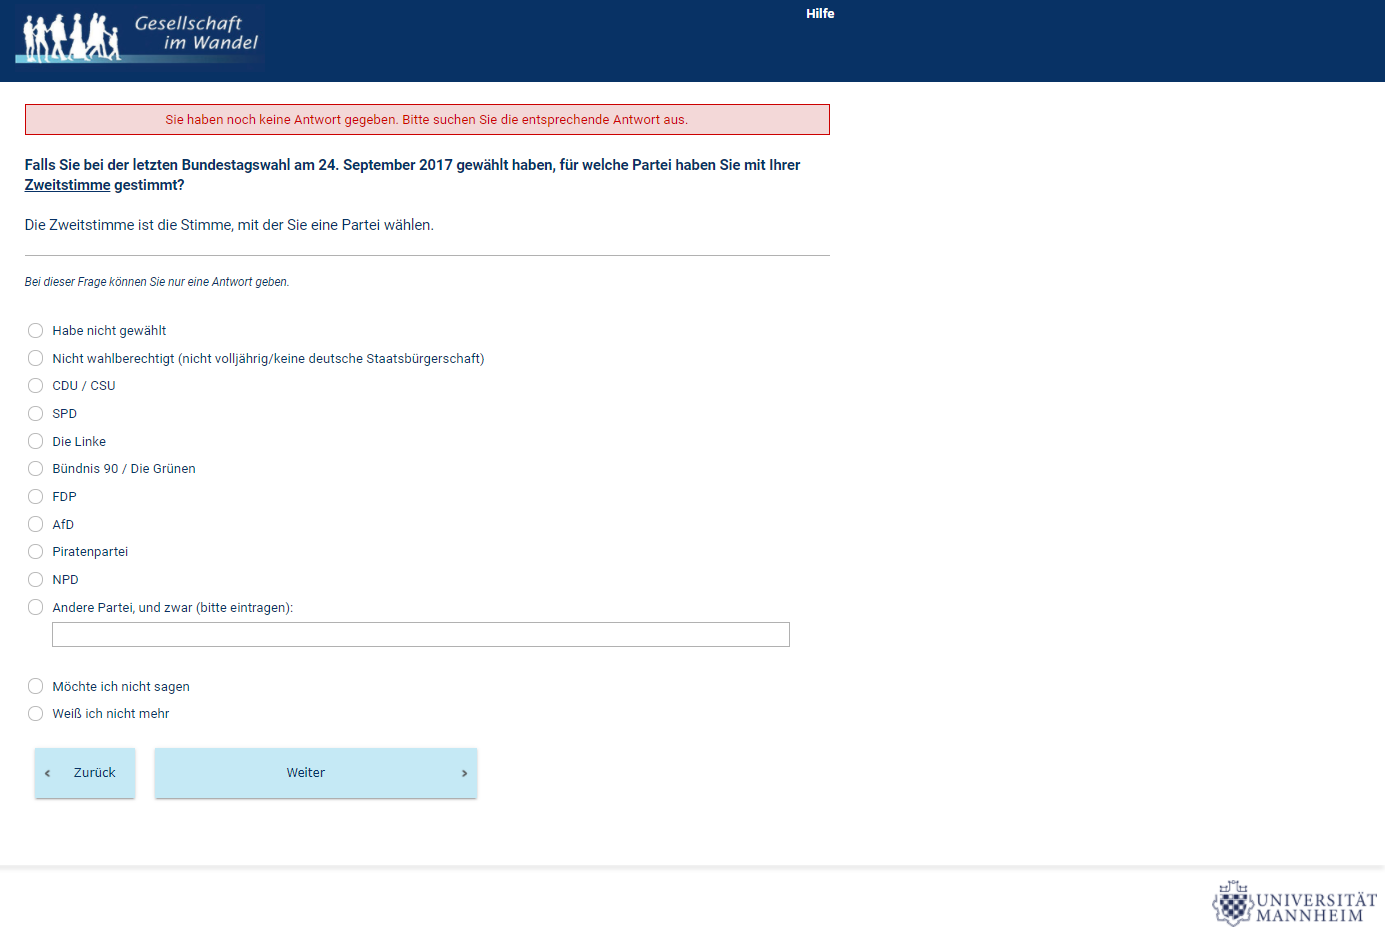 Gesellschaft
im Wandel
Hilfe
Sie haben noch keine Antwort gegeben. Bitte suchen Sie die entsprechende Antwort aus.
Falls Sie bei der letzten Bundestagswahl am 24. September 2017 gewählt haben, für welche Partei haben Sie mit Ihrer
Zweitstimme gestimmt?
Die Zweitstimme ist die Stimme, mit der Sie eine Partei wählen.
Bei dieser Frage können Sie nur eine Antwort geben.
Habe nicht gewählt
Nicht wahlberechtigt (nicht volljährig/keine deutsche Staatsbürgerschaft)
CDU / CSU
SPD
Die Linke
Bündnis 90 / Die Grünen
FDP
AfD
Piratenpartei
NPD
Andere Partei, und zwar (bitte eintragen):
Möchte ich nicht sagen
Weiß ich nicht mehr
‹ Zurück
Weiter ›
UNIVERSITÄT
MANNHEIM